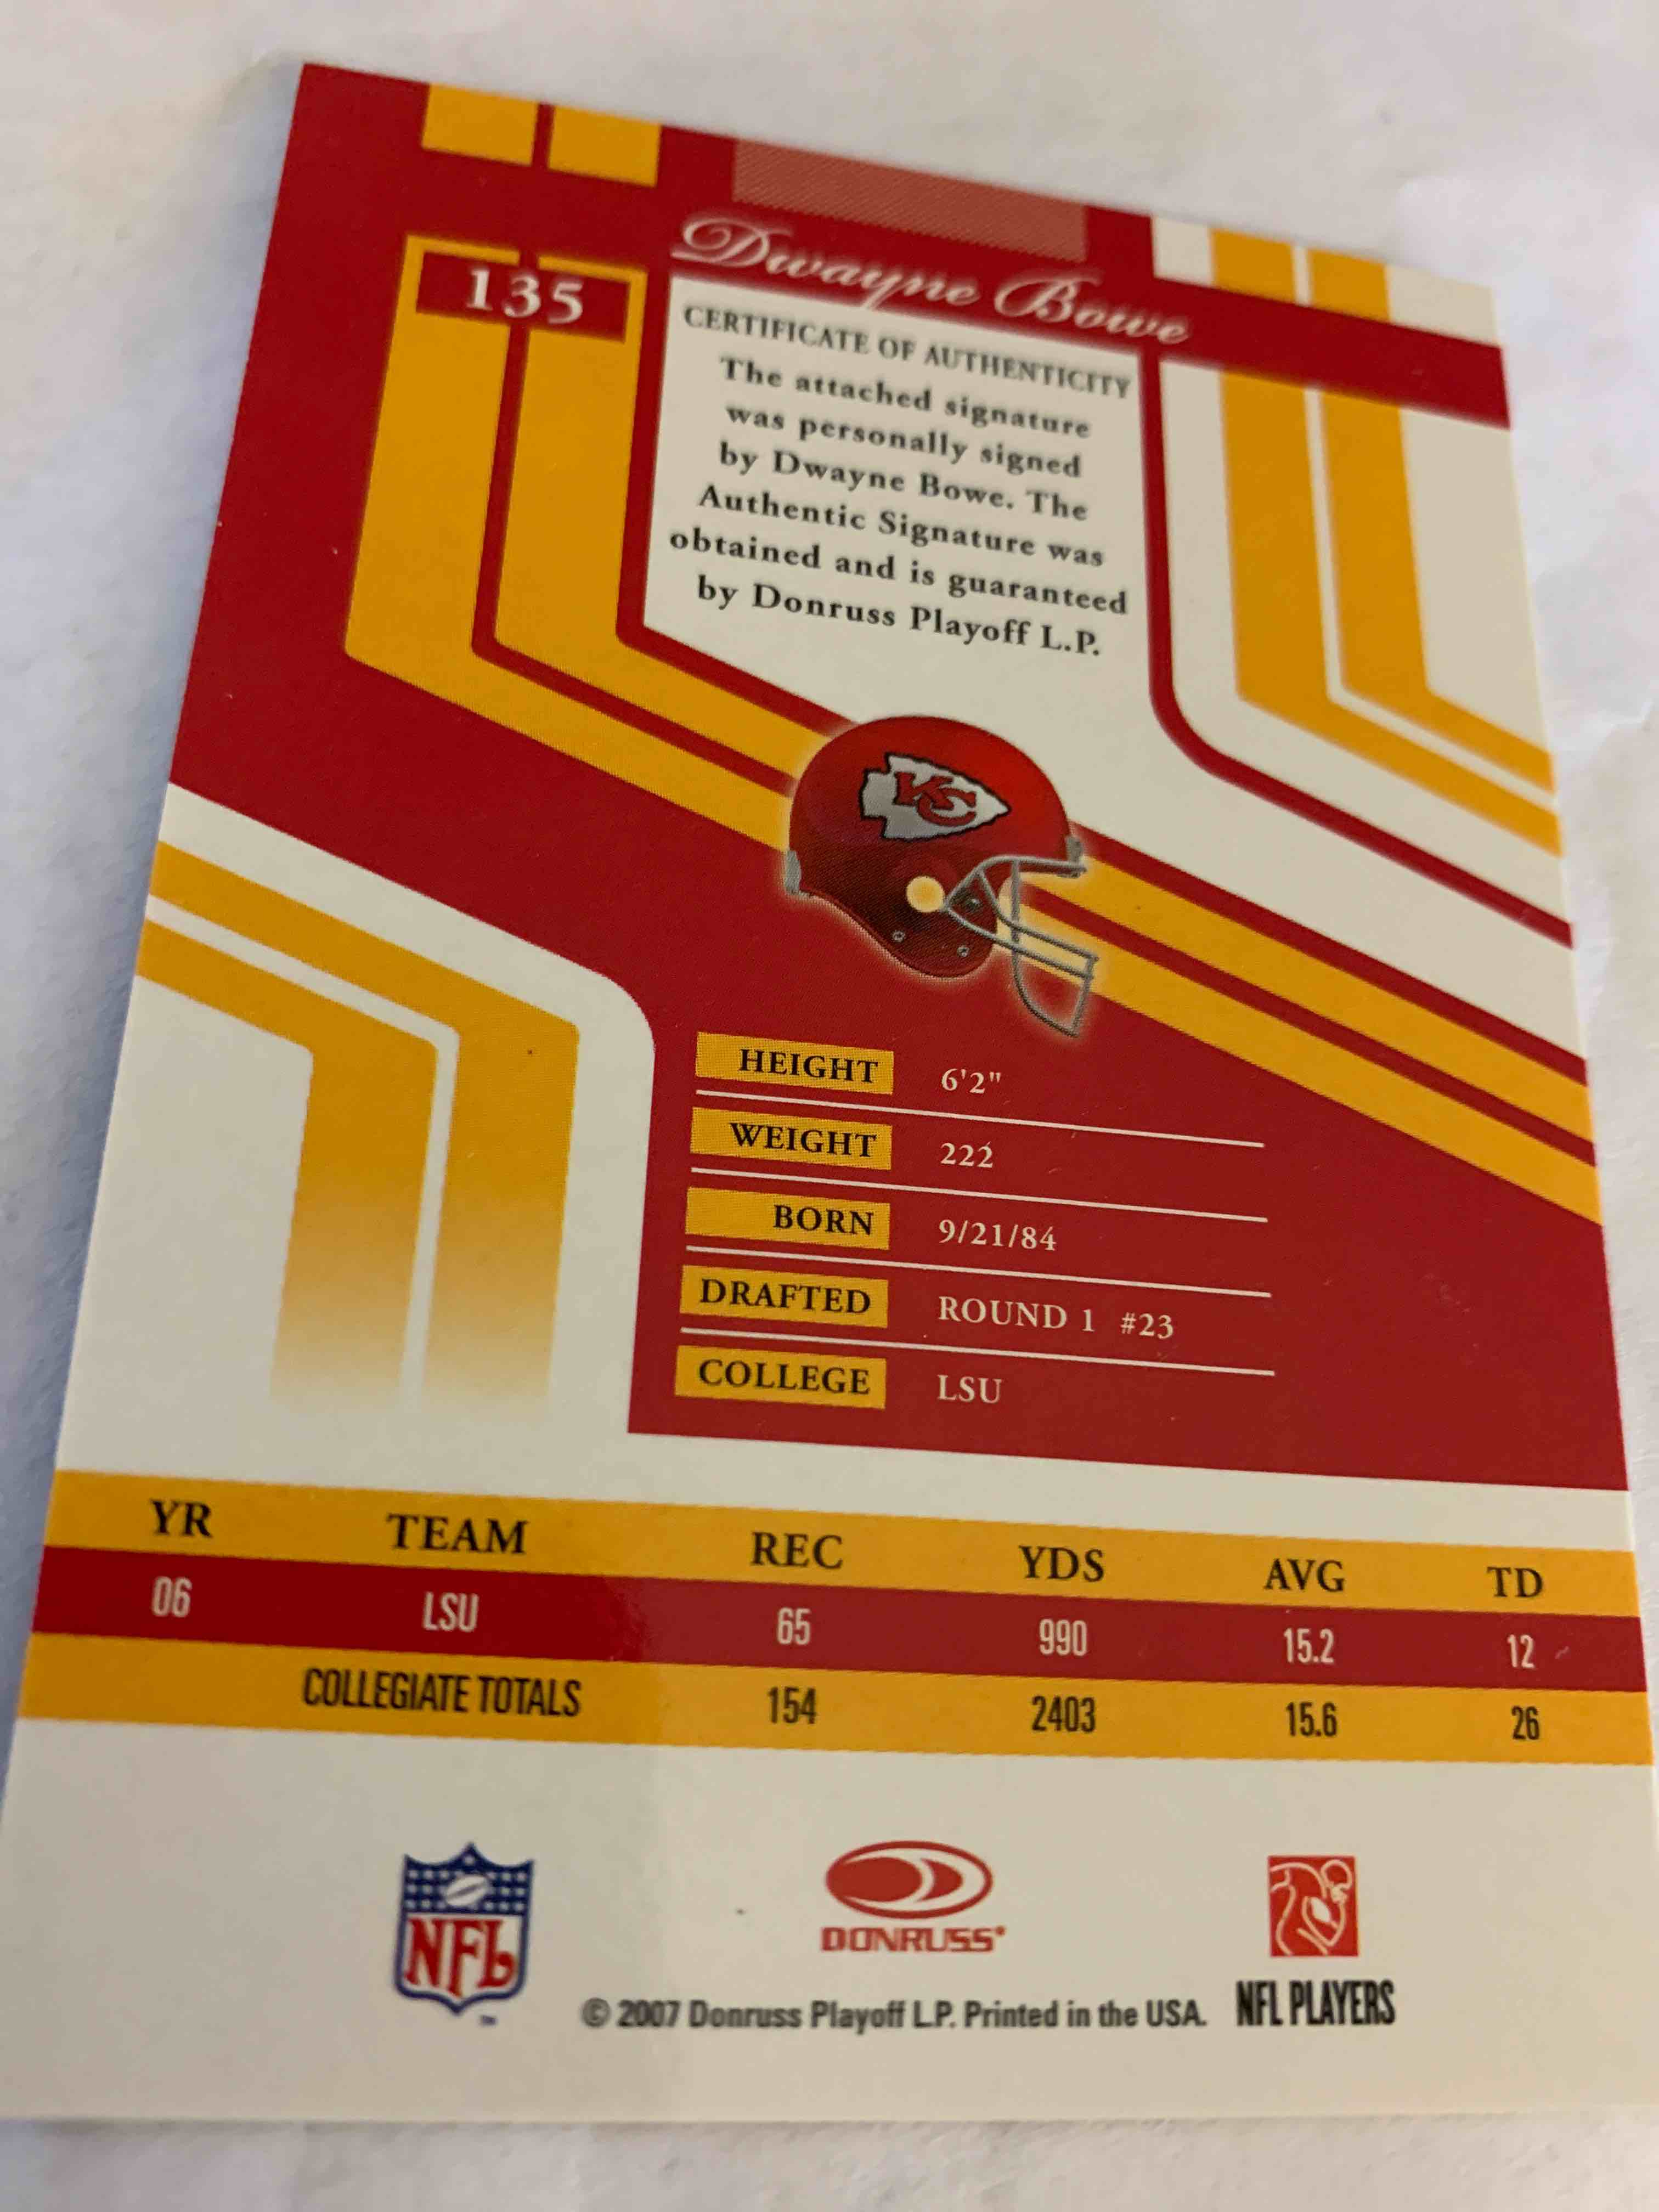 135
Dwayne Bowe
CERTIFICATE OF AUTHENTICITY
The attached signature
was personally signed
by Dwayne Bowe. The
Authentic Signature was
obtained and is guaranteed
by Donruss Playoff L.P.
KC
HEIGHT 6'2"
WEIGHT 222
BORN 9/21/84
DRAFTED ROUND 1 #23
COLLEGE LSU
YR TEAM REC YDS AVG TD
06 LSU 65 990 15.2 12
COLLEGIATE TOTALS 154 2403 15.6 26
NFL
™
DONRUSS®
© 2007 Donruss Playoff L.P. Printed in the USA.
NFL PLAYERS